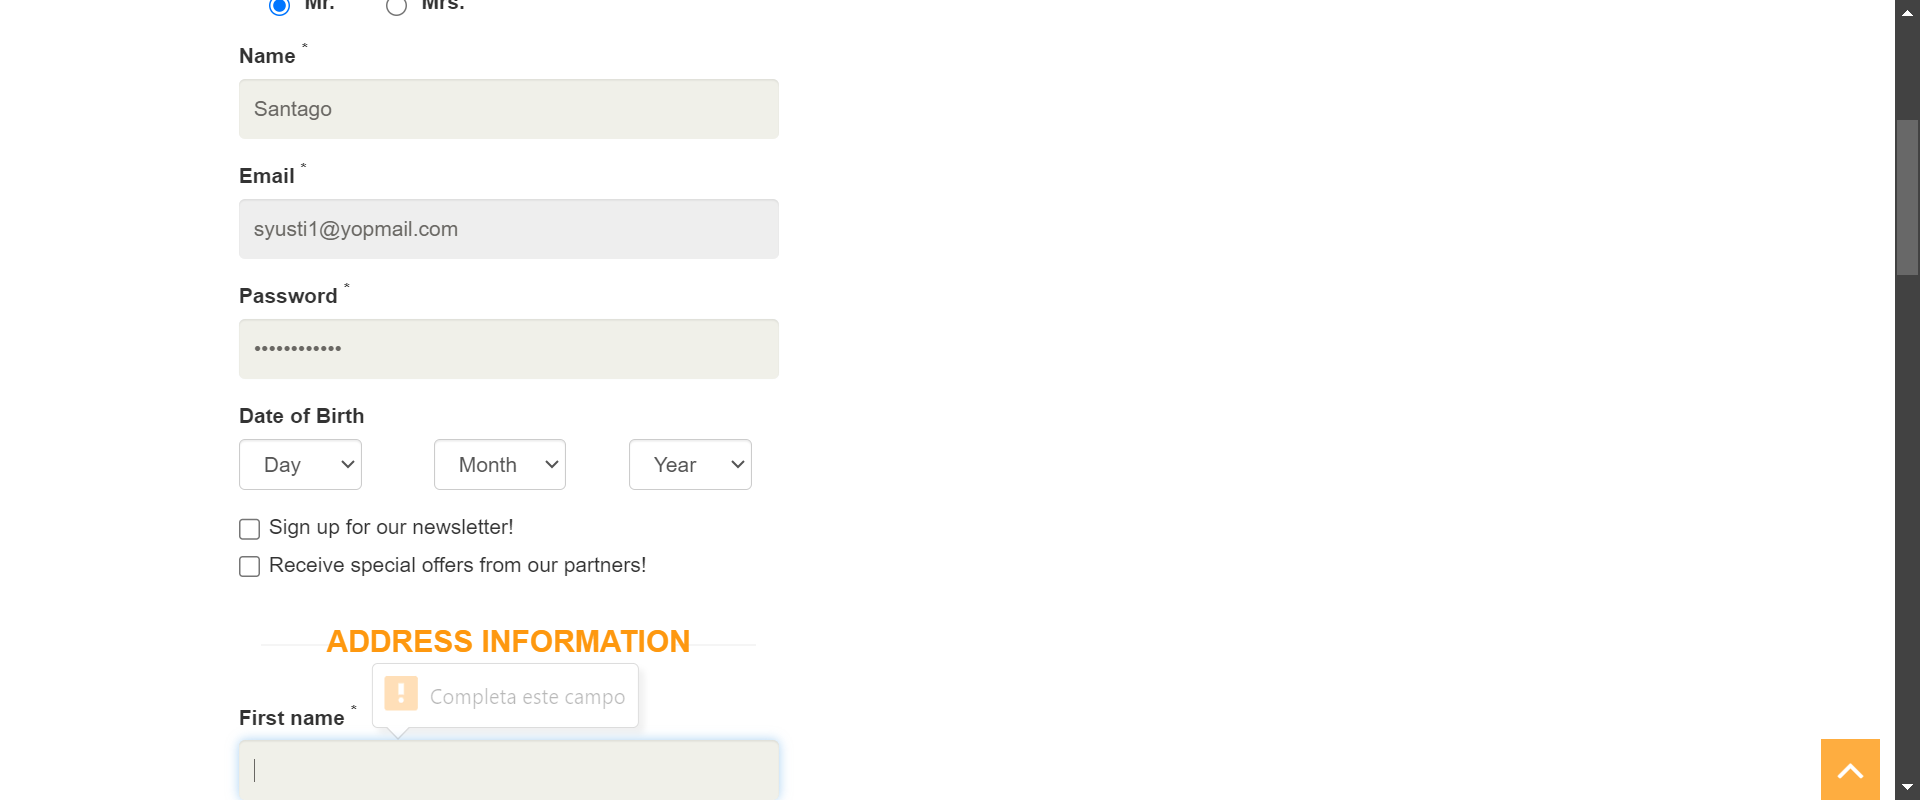 Mr. Mrs.
Name *
Santago
Email *
syusti1@yopmail.com
Password *
••••••••••••
Date of Birth
Day Month Year
Sign up for our newsletter!
Receive special offers from our partners!
ADDRESS INFORMATION
Completa este campo
First name *